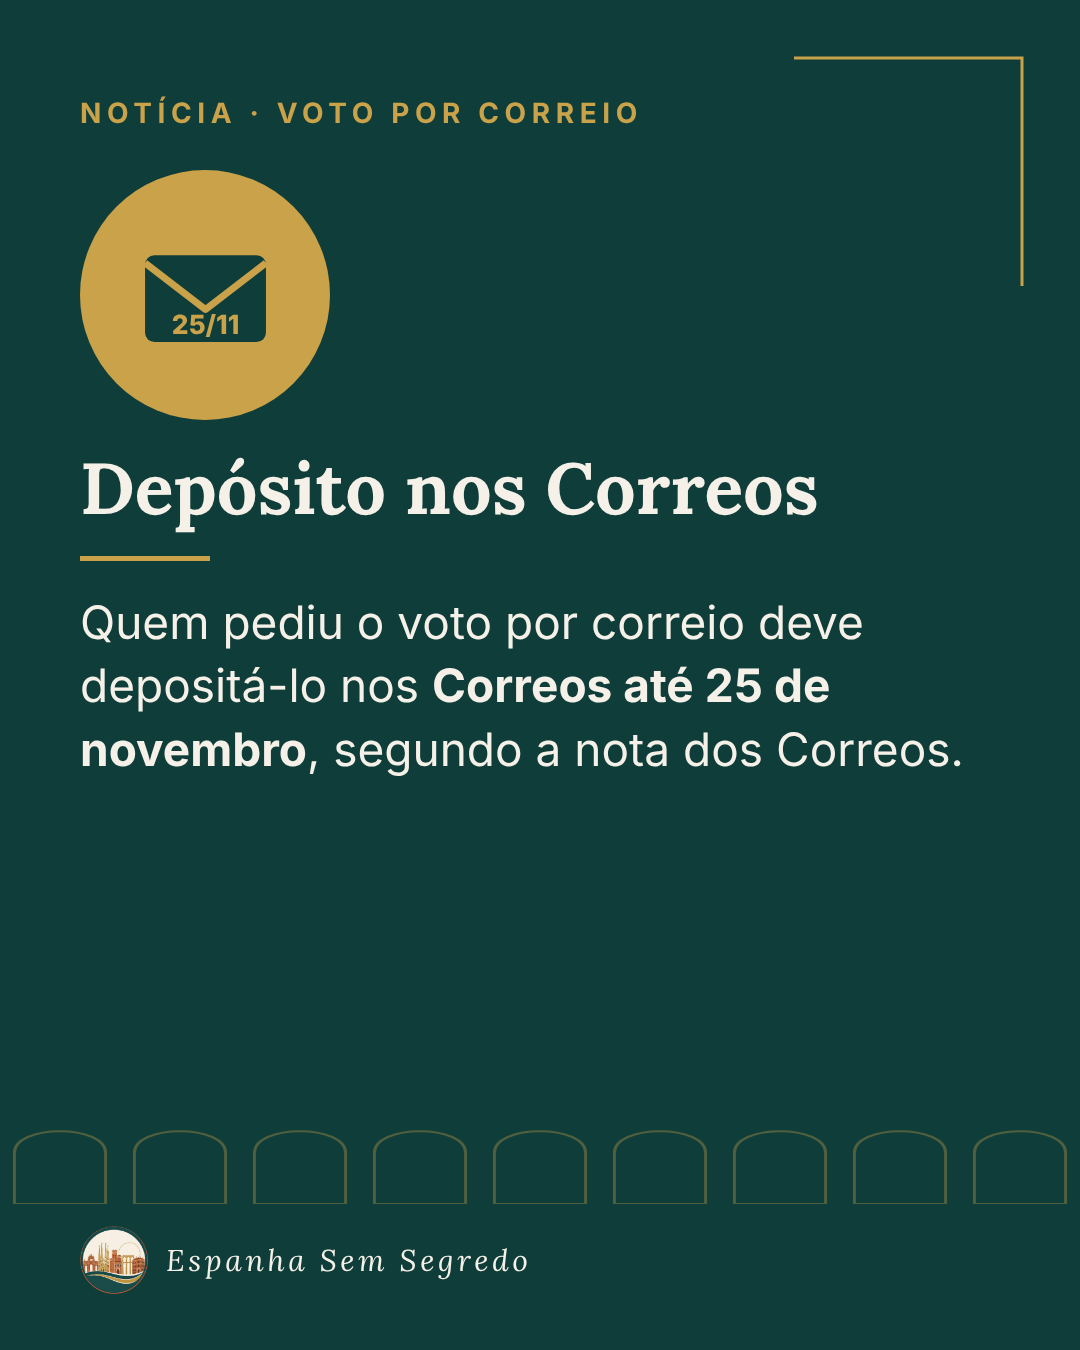 NOTÍCIA · VOTO POR CORREIO
25/11
Depósito nos Correos
Quem pediu o voto por correio deve
depositá-lo nos Correos até 25 de
novembro, segundo a nota dos Correos.
Espanha Sem Segredo